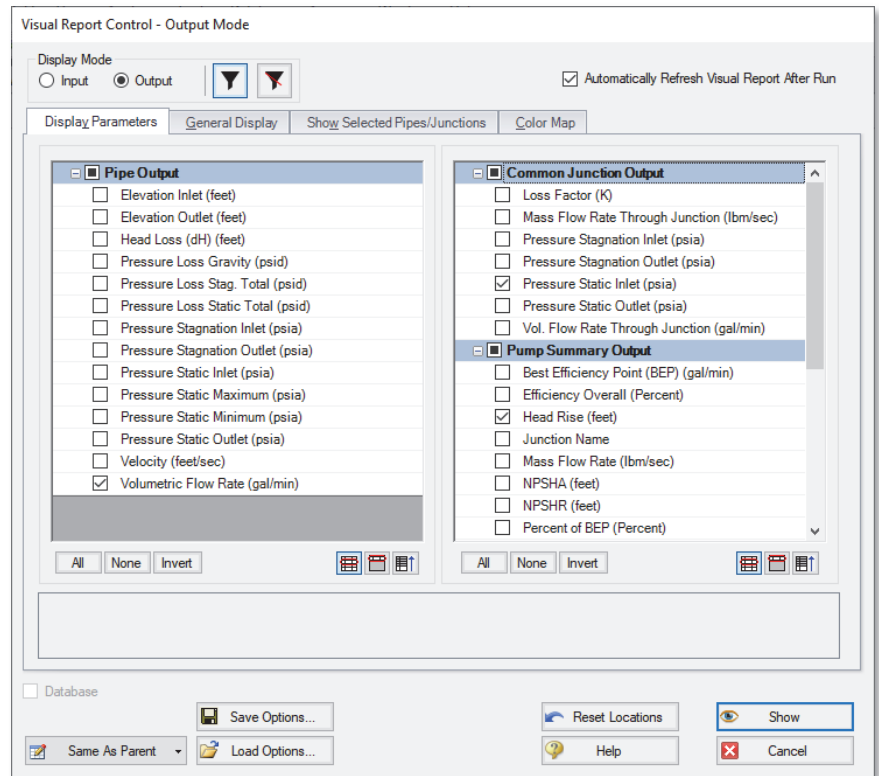 Visual Report Control - Output Mode
Display Mode
Input
Output
Automatically Refresh Visual Report After Run
Display Parameters
General Display
Show Selected Pipes/Junctions
Color Map
Pipe Output
Elevation Inlet (feet)
Elevation Outlet (feet)
Head Loss (dH) (feet)
Pressure Loss Gravity (psid)
Pressure Loss Stag. Total (psid)
Pressure Loss Static Total (psid)
Pressure Stagnation Inlet (psia)
Pressure Stagnation Outlet (psia)
Pressure Static Inlet (psia)
Pressure Static Maximum (psia)
Pressure Static Minimum (psia)
Pressure Static Outlet (psia)
Velocity (feet/sec)
Volumetric Flow Rate (gal/min)
All
None
Invert
Common Junction Output
Loss Factor (K)
Mass Flow Rate Through Junction (lbm/sec)
Pressure Stagnation Inlet (psia)
Pressure Stagnation Outlet (psia)
Pressure Static Inlet (psia)
Pressure Static Outlet (psia)
Vol. Flow Rate Through Junction (gal/min)
Pump Summary Output
Best Efficiency Point (BEP) (gal/min)
Efficiency Overall (Percent)
Head Rise (feet)
Junction Name
Mass Flow Rate (lbm/sec)
NPSHA (feet)
NPSHR (feet)
Percent of BEP (Percent)
All
None
Invert
Database
Save Options...
Reset Locations
Show
Same As Parent
Load Options...
Help
Cancel